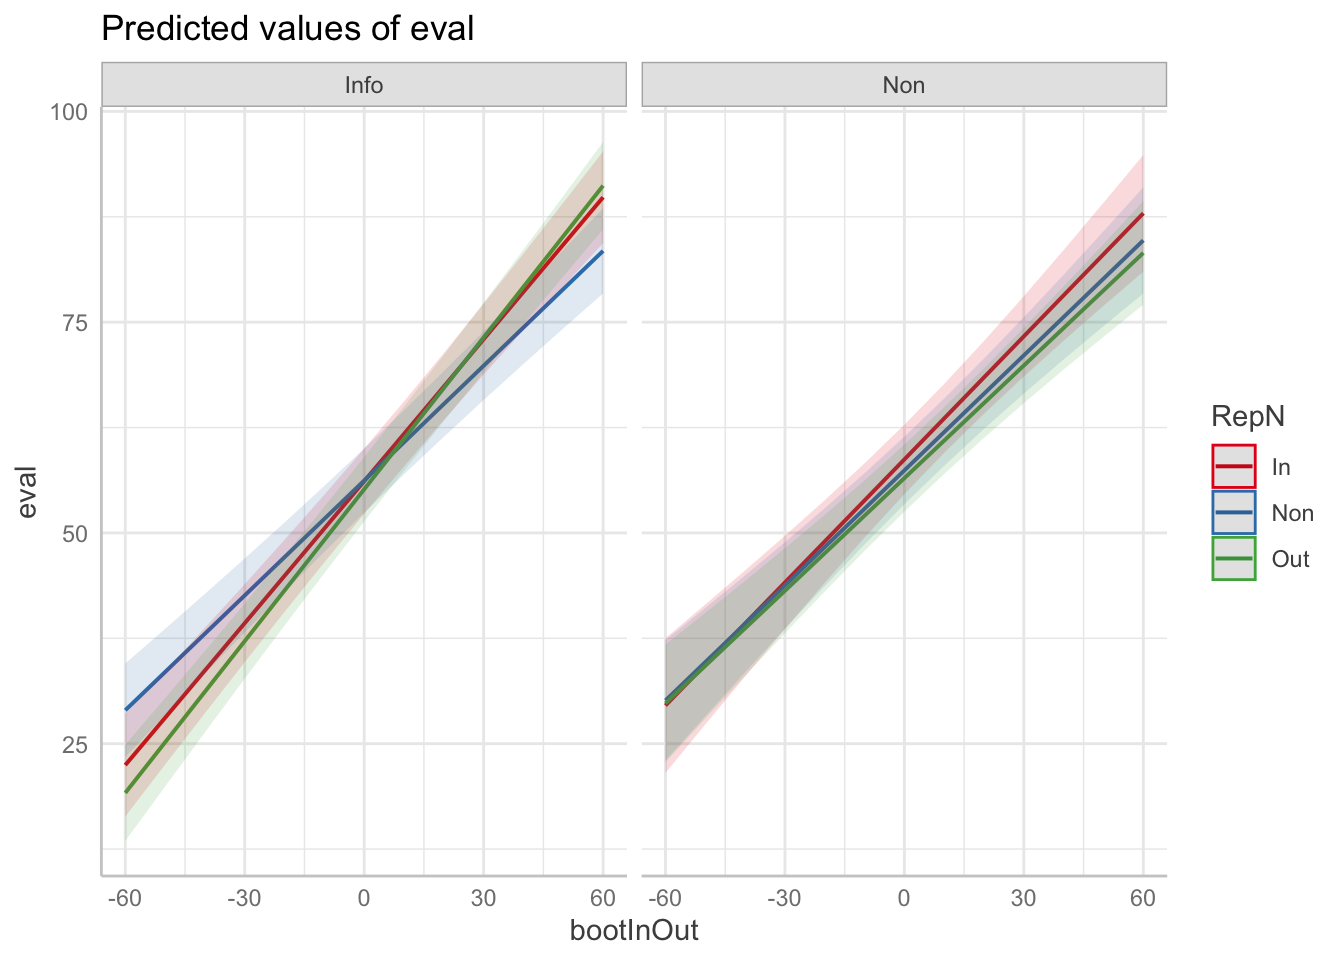 Predicted values of eval
Info
Non
100
75
50
25
eval
-60 -30 0 30 60
-60 -30 0 30 60
bootInOut
RepN
In
Non
Out